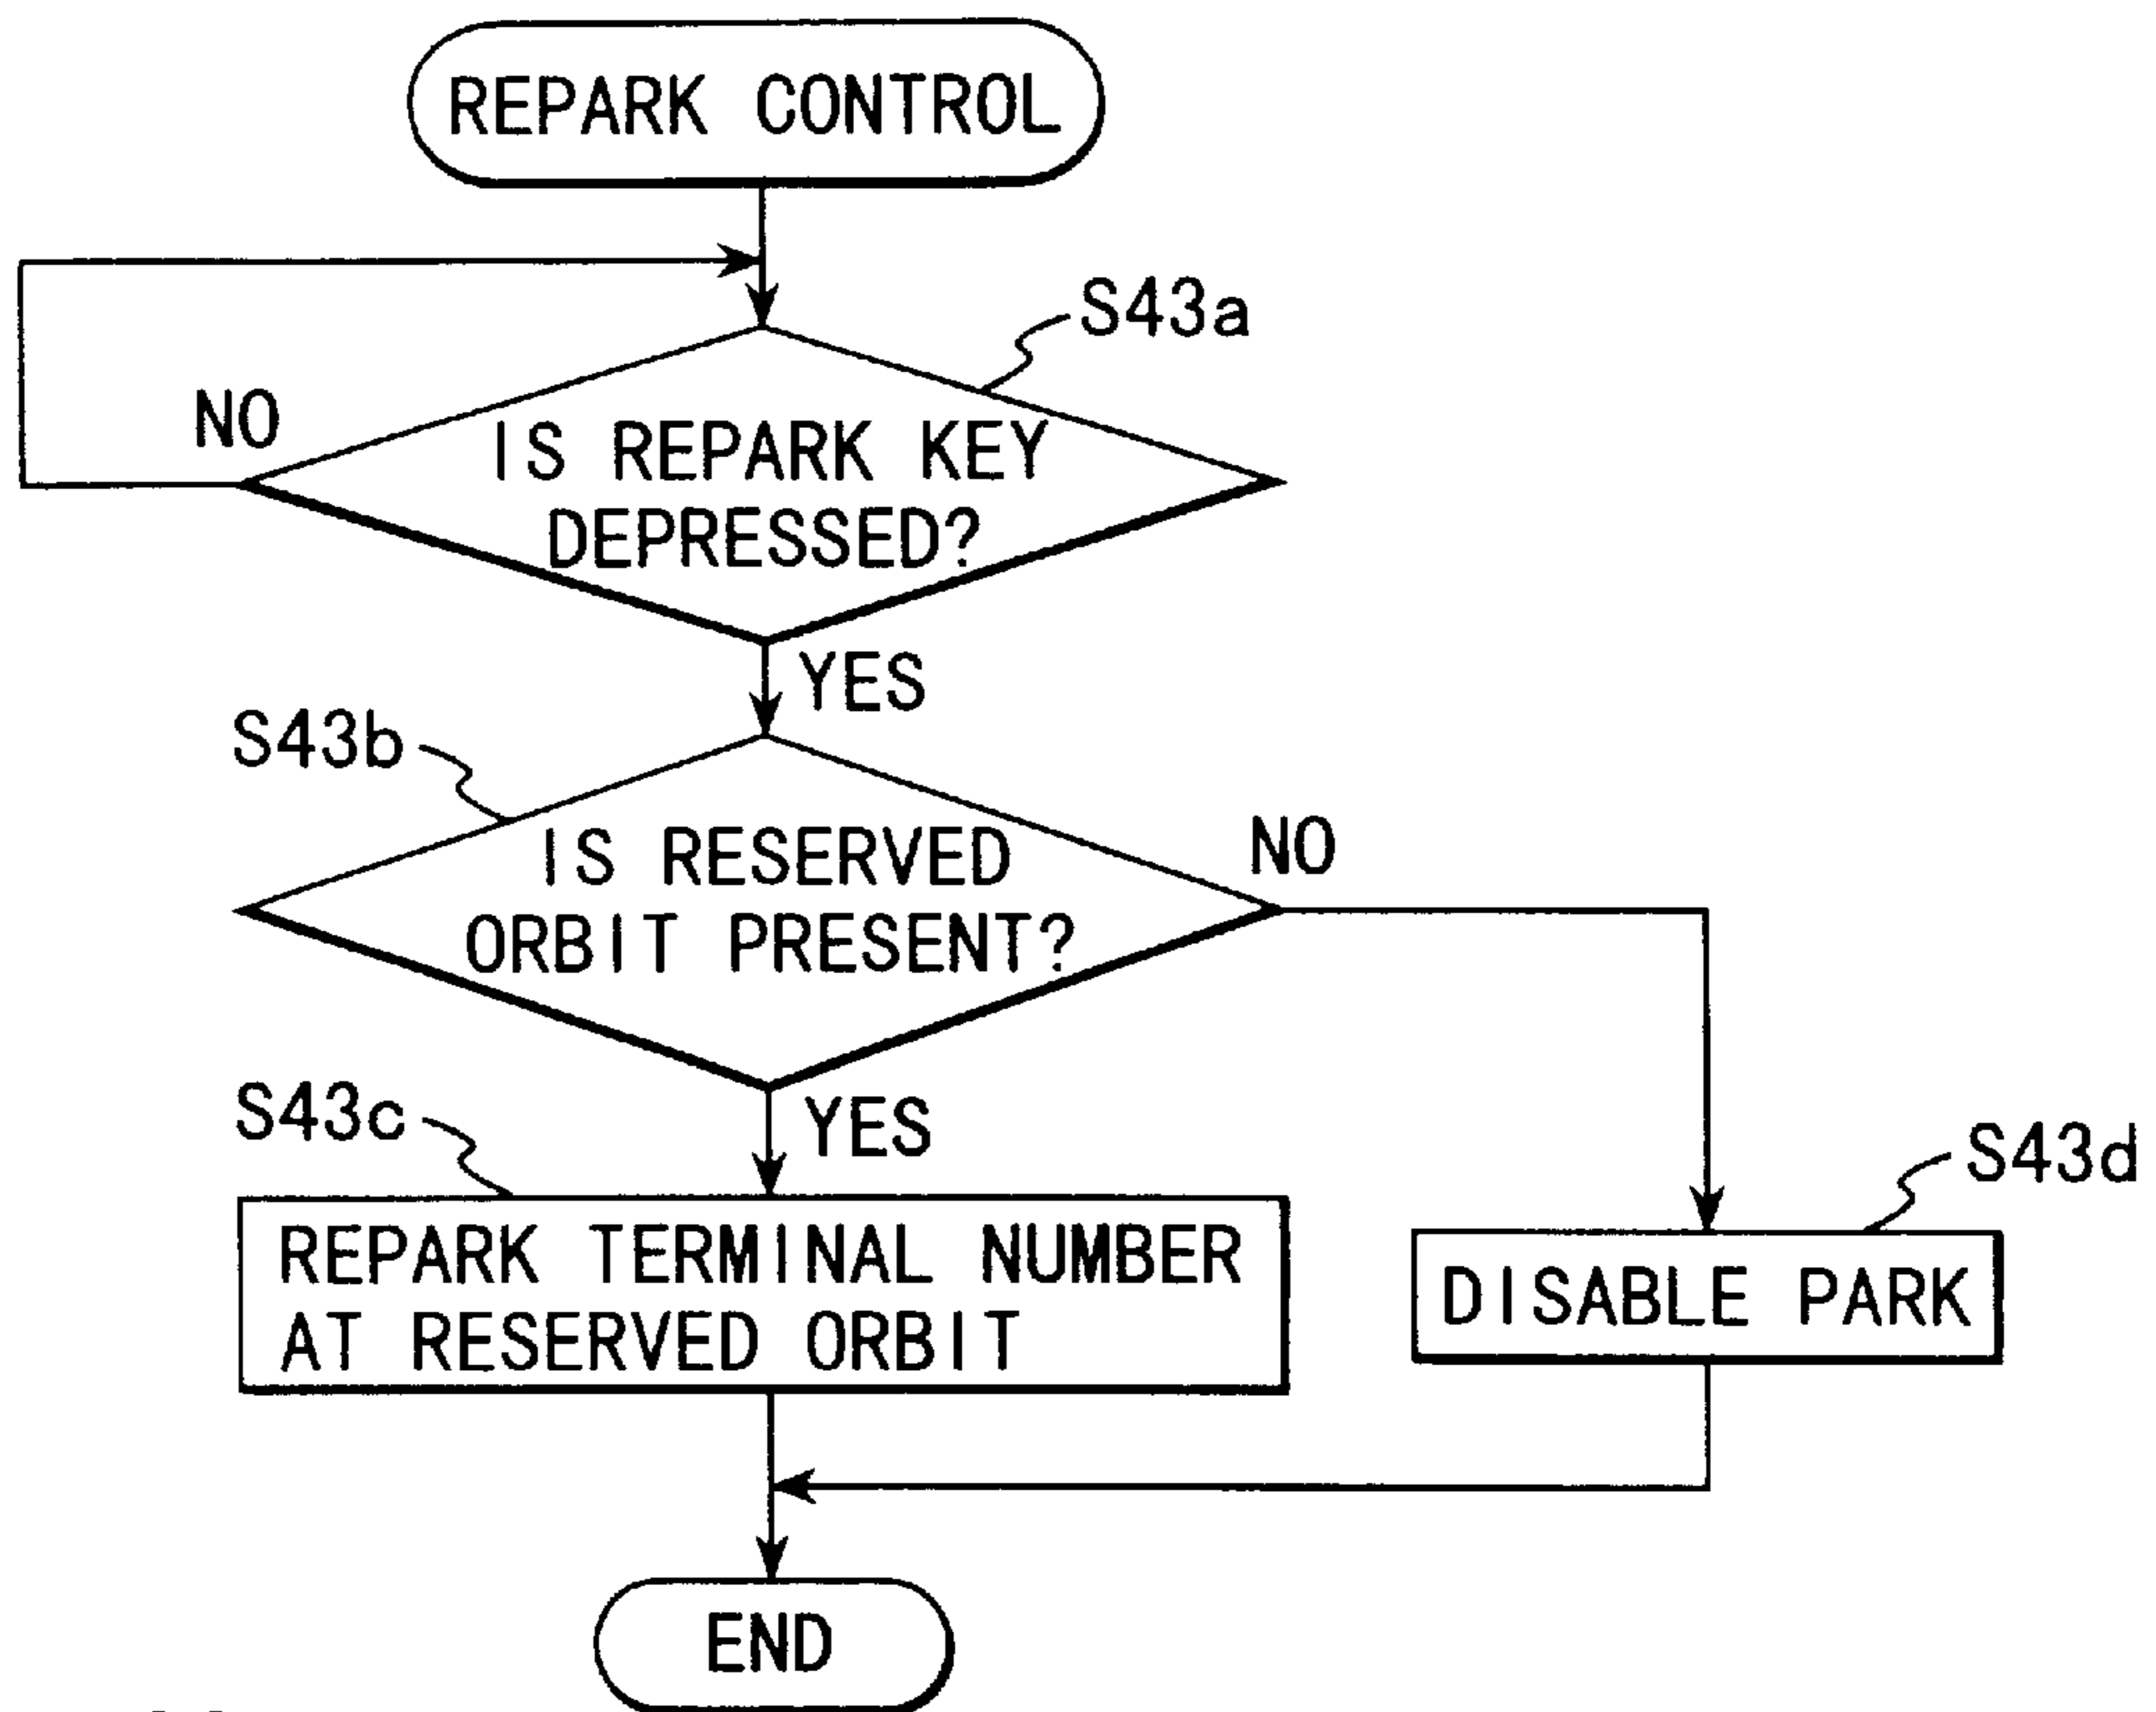 REPARK CONTROL
S43a
NO
IS REPARK KEY
DEPRESSED?
YES
S43b
IS RESERVED
ORBIT PRESENT?
NO
YES
S43c
REPARK TERMINAL NUMBER
AT RESERVED ORBIT
S43d
DISABLE PARK
END